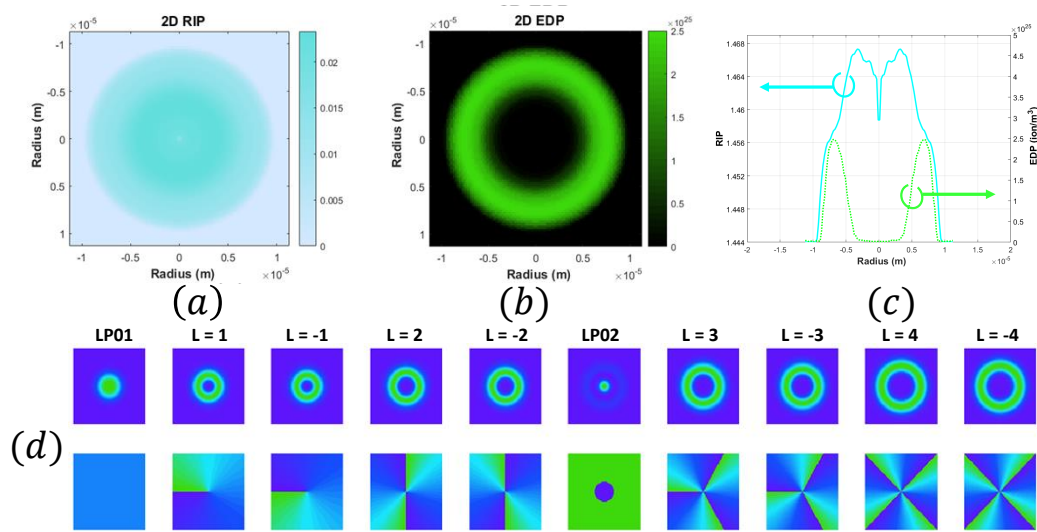 2D RIP
×10⁻⁵
-1
-0.5
0
0.5
1
Radius (m)
-1 -0.5 0 0.5 1
×10⁻⁵
Radius (m)
0.02
0.015
0.01
0.005
0
(a)
2D EDP
×10⁻⁵
-1
-0.5
0
0.5
1
Radius (m)
-1 -0.5 0 0.5 1
×10⁻⁵
Radius (m)
×10²⁵
2.5
2
1.5
1
0.5
0
(b)
1.468
1.464
1.46
1.456
1.452
1.448
1.444
RIP
-2 -1.5 -1 -0.5 0 0.5 1 1.5 2
×10⁻⁵
Radius (m)
×10²⁵
5
4.5
4
3.5
3
2.5
2
1.5
1
0.5
0
EDP (ion/m³)
(c)
LP01 L = 1 L = -1 L = 2 L = -2 LP02 L = 3 L = -3 L = 4 L = -4
(d)